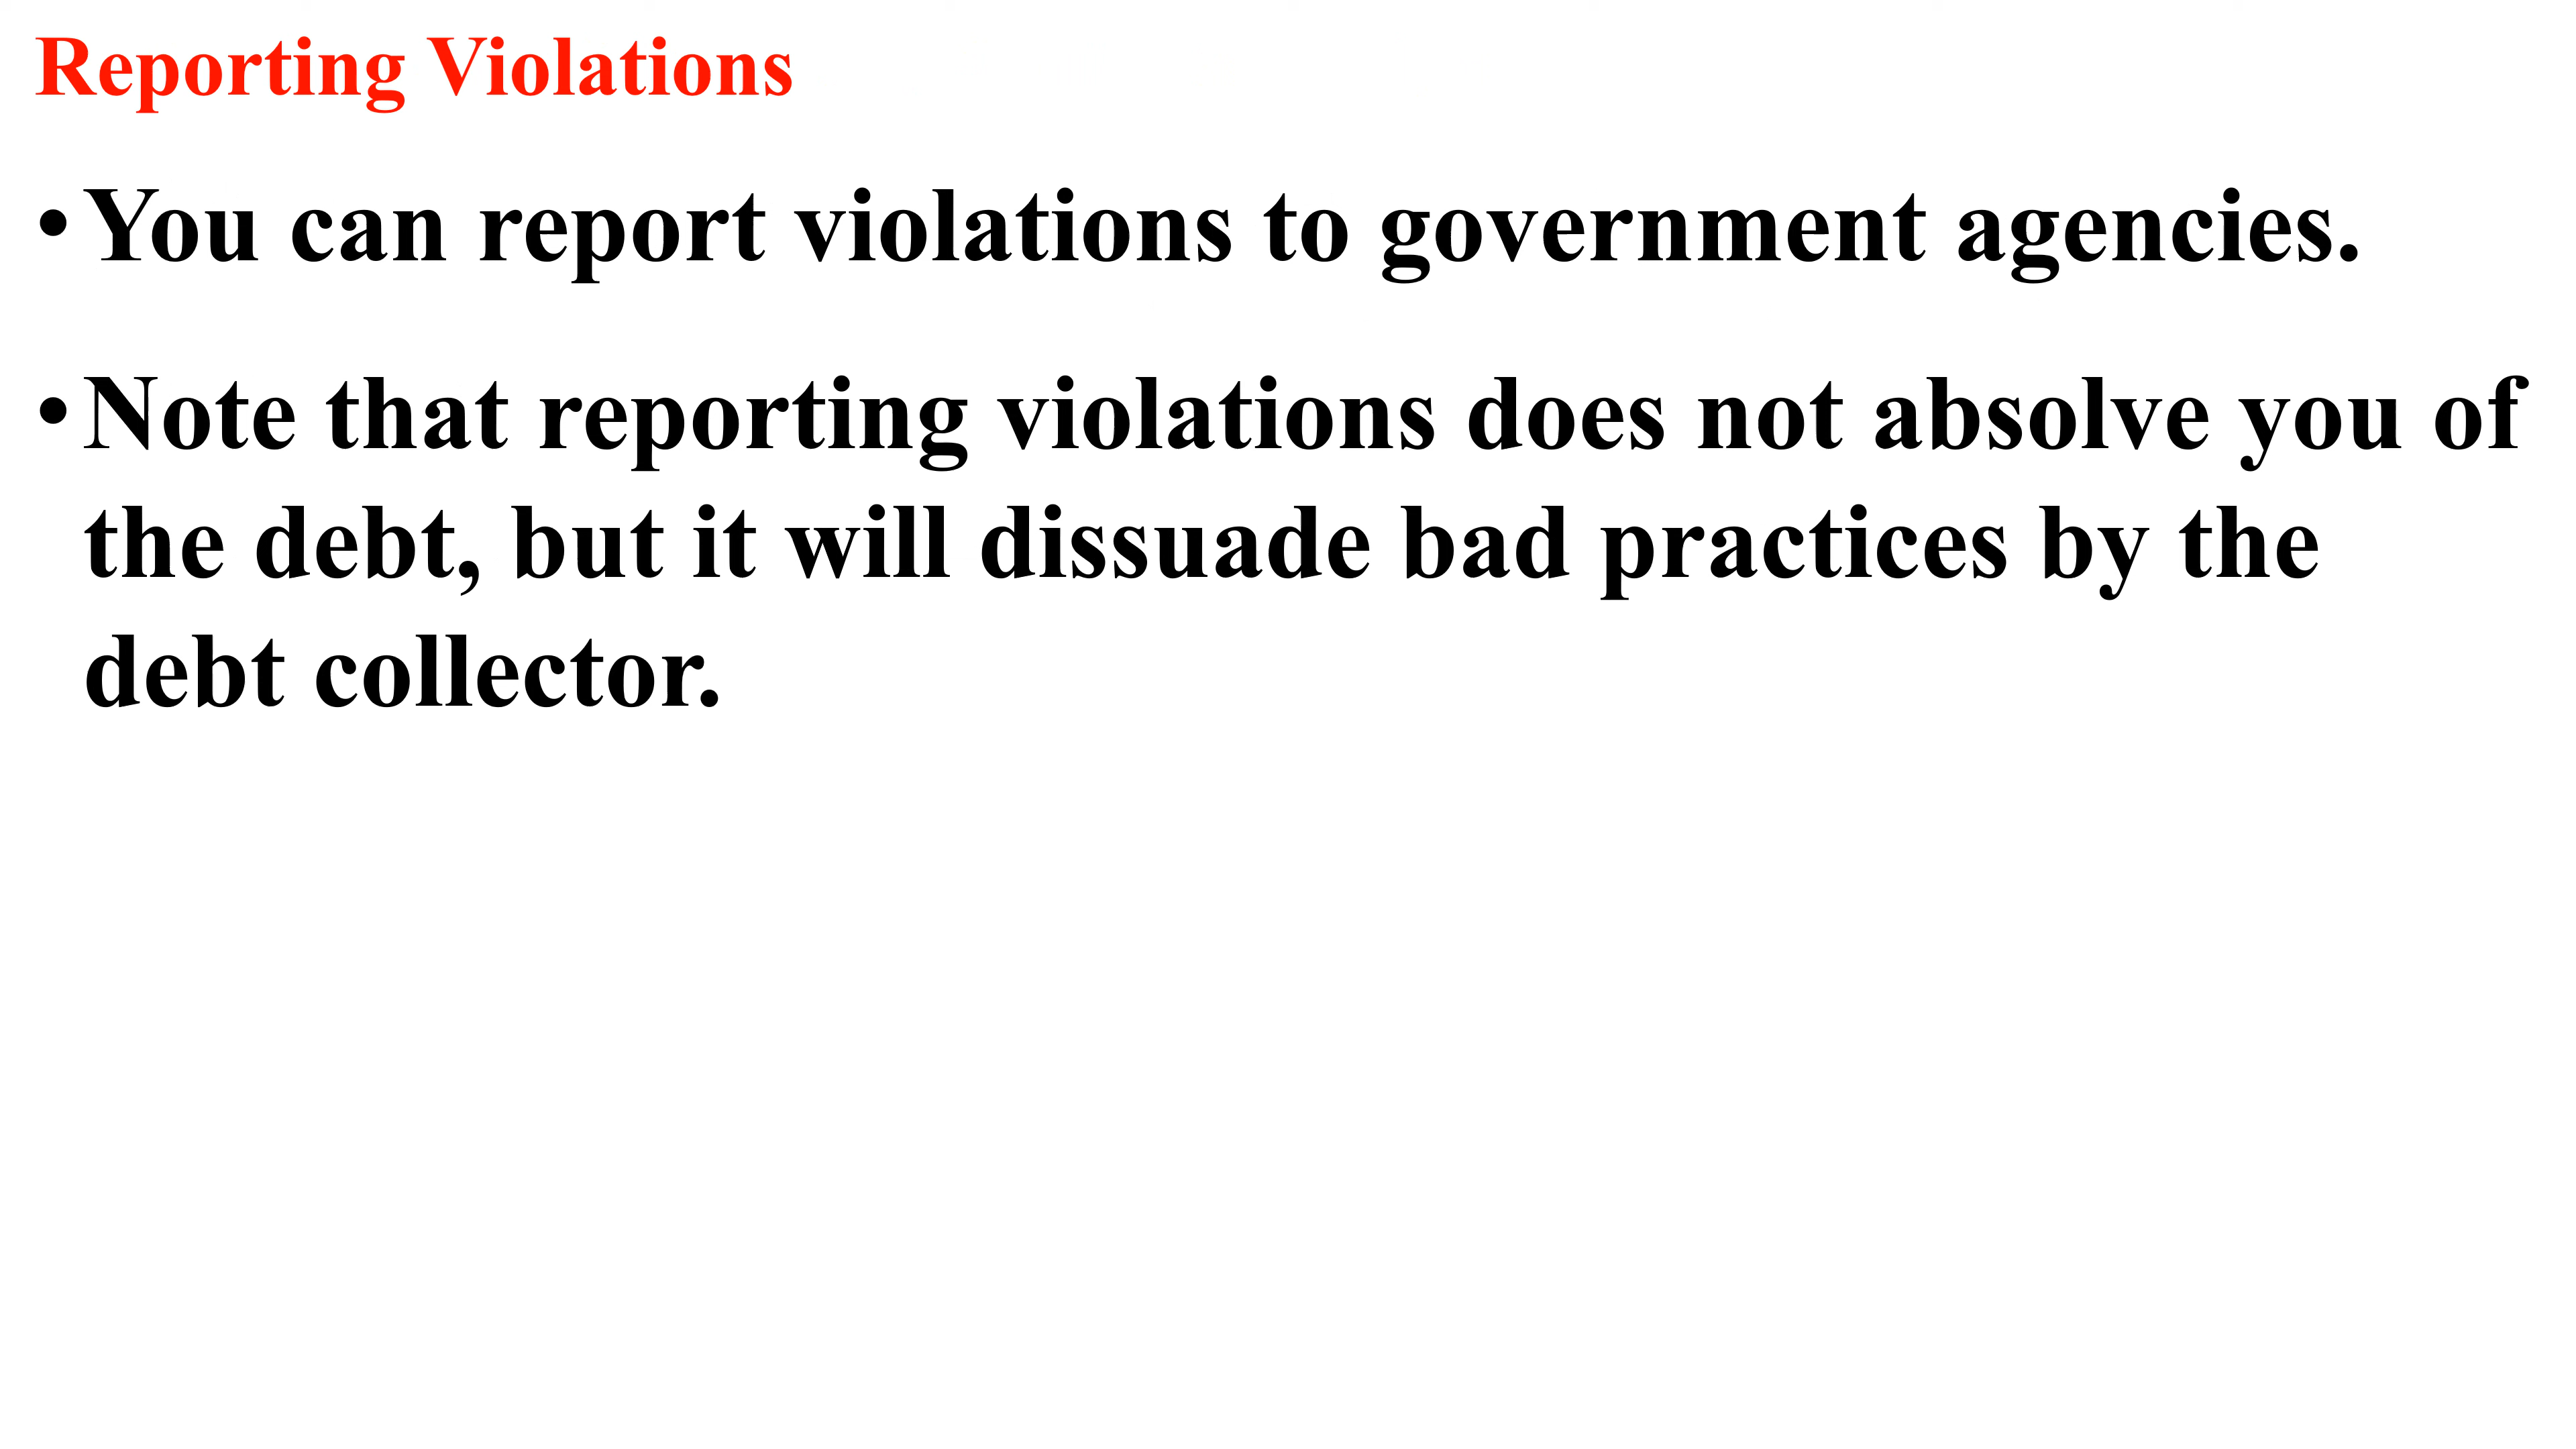 Reporting Violations
• You can report violations to government agencies.
• Note that reporting violations does not absolve you of
the debt, but it will dissuade bad practices by the
debt collector.